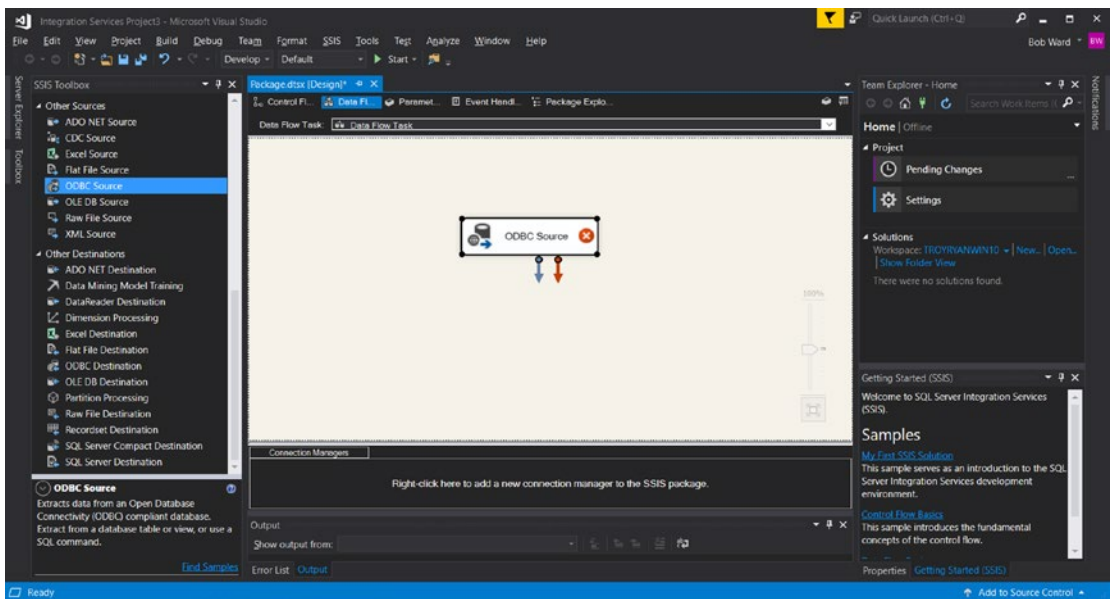 Integration Services Project3 - Microsoft Visual Studio
Quick Launch (Ctrl+Q)
File Edit View Project Build Debug Team Format SSIS Tools Test Analyze Window Help
Bob Ward BW
Develop Default Start
Server Explorer
Toolbox
SSIS Toolbox
Other Sources
ADO NET Source
CDC Source
Excel Source
Flat File Source
ODBC Source
OLE DB Source
Raw File Source
XML Source
Other Destinations
ADO NET Destination
Data Mining Model Training
DataReader Destination
Dimension Processing
Excel Destination
Flat File Destination
ODBC Destination
OLE DB Destination
Partition Processing
Raw File Destination
Recordset Destination
SQL Server Compact Destination
SQL Server Destination
ODBC Source
Extracts data from an Open Database
Connectivity (ODBC) compliant database.
Extract from a database table or view, or use a
SQL command.
Find Samples
Package.dtsx [Design]*
Control Fl... Data Fl... Paramet... Event Handl... Package Explo...
Data Flow Task: Data Flow Task
ODBC Source
100%
Connection Managers
Right-click here to add a new connection manager to the SSIS package.
Output
Show output from:
Error List Output
Team Explorer - Home
Search Work Items
Home | Offline
Project
Pending Changes
...
Settings
Solutions
Workspace: TROYRYANWIN10 | New... | Open...
| Show Folder View
There were no solutions found.
Getting Started (SSIS)
Welcome to SQL Server Integration Services
(SSIS).
Samples
My First SSIS Solution
This sample serves as an introduction to the SQL
Server Integration Services development
environment.
Control Flow Basics
This sample introduces the fundamental
concepts of the control flow.
Properties Getting Started (SSIS)
Notifications
Ready
Add to Source Control